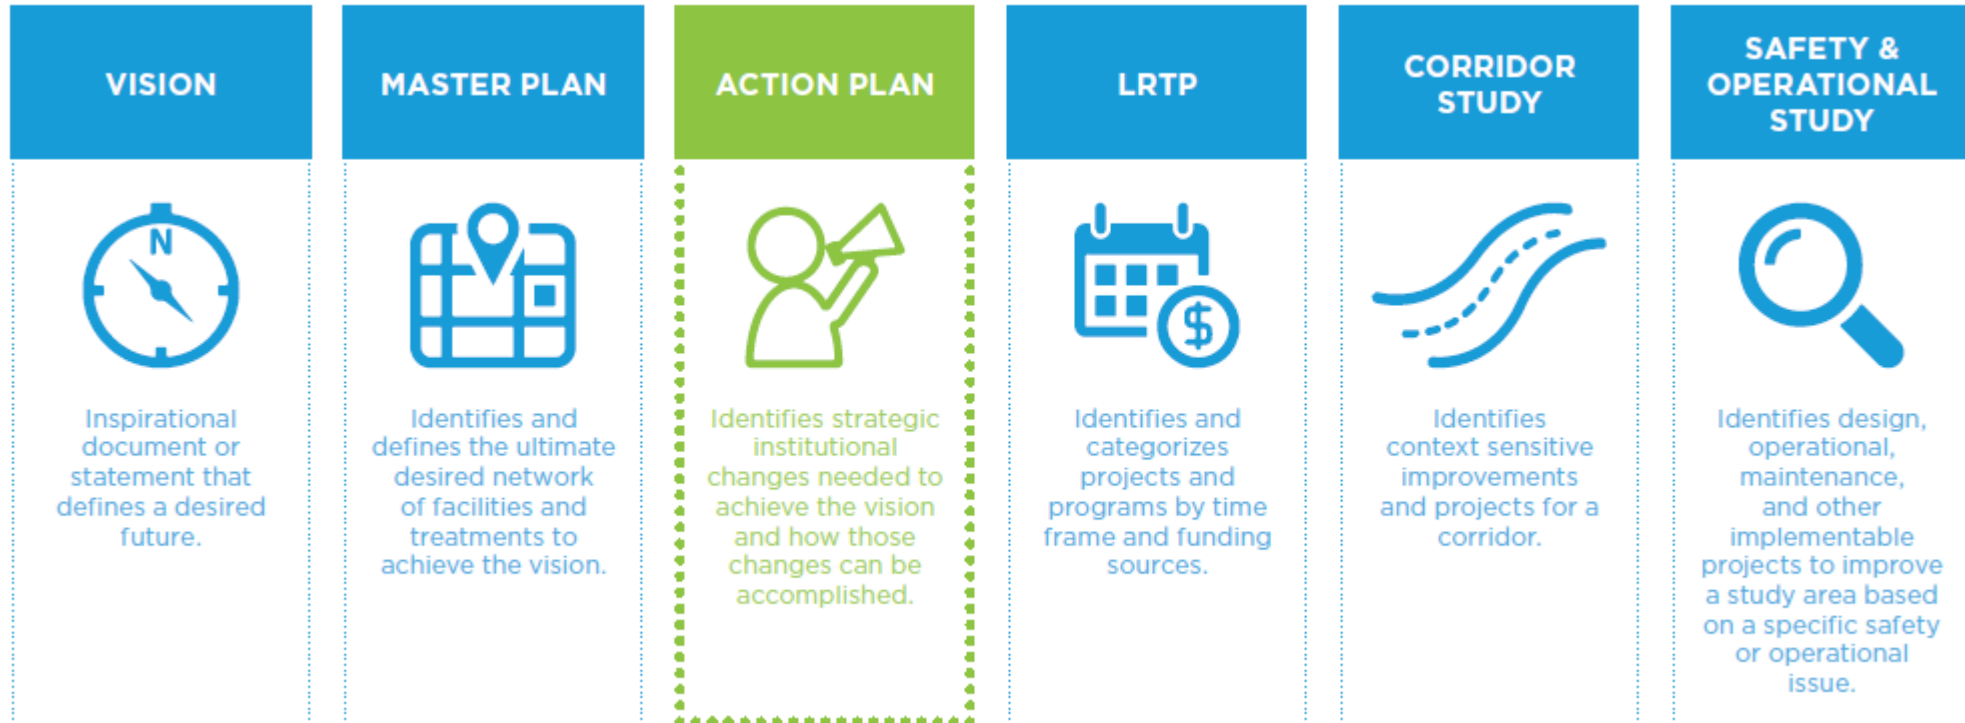 VISION
N
Inspirational
document or
statement that
defines a desired
future.
MASTER PLAN
Identifies and
defines the ultimate
desired network
of facilities and
treatments to
achieve the vision.
ACTION PLAN
Identifies strategic
institutional
changes needed to
achieve the vision
and how those
changes can be
accomplished.
LRTP
$
Identifies and
categorizes
projects and
programs by time
frame and funding
sources.
CORRIDOR
STUDY
Identifies
context sensitive
improvements
and projects for a
corridor.
SAFETY &
OPERATIONAL
STUDY
Identifies design,
operational,
maintenance,
and other
implementable
projects to improve
a study area based
on a specific safety
or operational
issue.